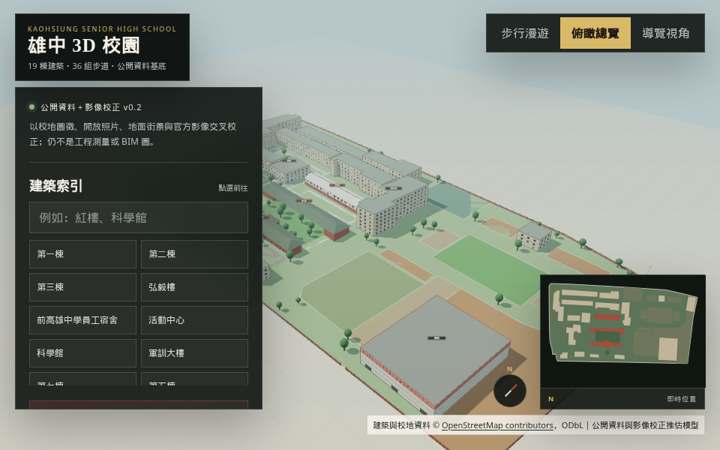 KAOHSIUNG SENIOR HIGH SCHOOL
雄中 3D 校園
19 棟建築・36 組步道・公開資料基底
步行漫遊
俯瞰總覽
導覽視角
公開資料＋影像校正 v0.2
以校地圖徵、開放照片、地面街景與官方影像交叉校
正；仍不是工程測量或 BIM 圖。
建築索引
點選前往
例如：紅樓、科學館
第一棟
第二棟
第三棟
弘毅樓
前高雄中學員工宿舍
活動中心
科學館
軍訓大樓
N
N
即時位置
建築與校地資料 © OpenStreetMap contributors，ODbL｜公開資料與影像校正推估模型